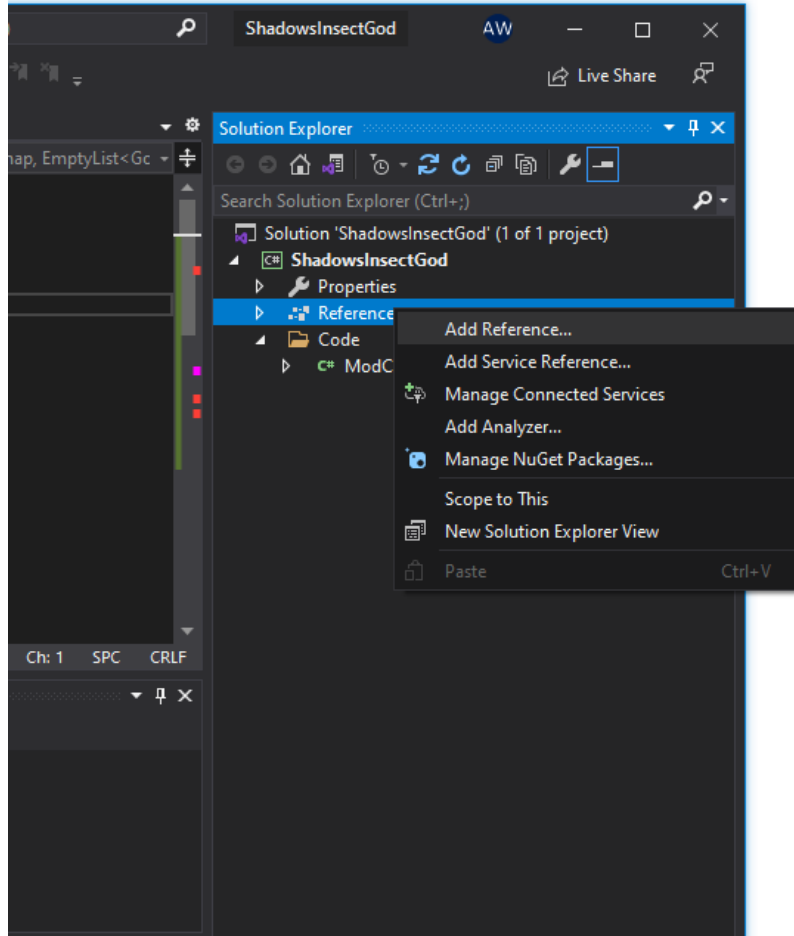 ShadowsInsectGod AW
Live Share
Solution Explorer
map, EmptyList<Gc
Search Solution Explorer (Ctrl+;)
Solution 'ShadowsInsectGod' (1 of 1 project)
C# ShadowsInsectGod
Properties
Reference
Add Reference...
Code
Add Service Reference...
C# ModC
Manage Connected Services
Add Analyzer...
Manage NuGet Packages...
Scope to This
New Solution Explorer View
Paste Ctrl+V
Ch: 1 SPC CRLF